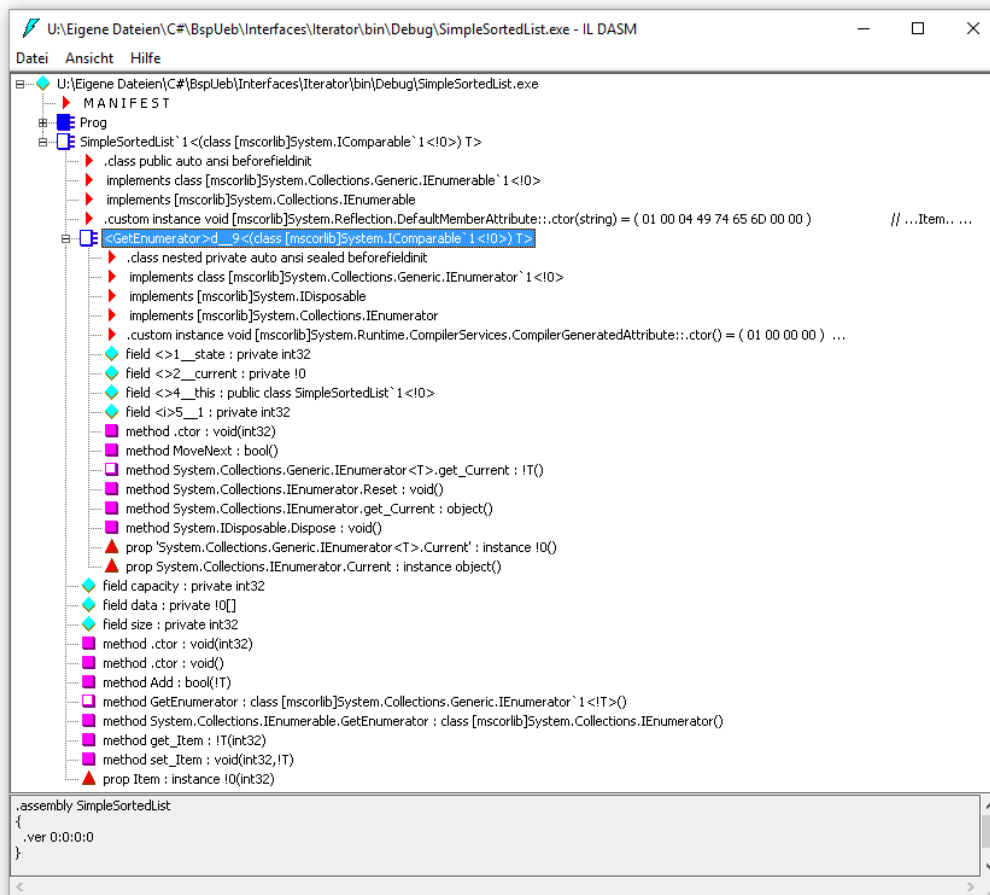 U:\Eigene Dateien\C#\BspUeb\Interfaces\Iterator\bin\Debug\SimpleSortedList.exe - IL DASM
Datei Ansicht Hilfe
U:\Eigene Dateien\C#\BspUeb\Interfaces\Iterator\bin\Debug\SimpleSortedList.exe
M A N I F E S T
Prog
SimpleSortedList`1<(class [mscorlib]System.IComparable`1<!0>) T>
.class public auto ansi beforefieldinit
implements class [mscorlib]System.Collections.Generic.IEnumerable`1<!0>
implements [mscorlib]System.Collections.IEnumerable
.custom instance void [mscorlib]System.Reflection.DefaultMemberAttribute::.ctor(string) = ( 01 00 04 49 74 65 6D 00 00 ) // ...Item.. ...
<GetEnumerator>d__9<(class [mscorlib]System.IComparable`1<!0>) T>
.class nested private auto ansi sealed beforefieldinit
implements class [mscorlib]System.Collections.Generic.IEnumerator`1<!0>
implements [mscorlib]System.IDisposable
implements [mscorlib]System.Collections.IEnumerator
.custom instance void [mscorlib]System.Runtime.CompilerServices.CompilerGeneratedAttribute::.ctor() = ( 01 00 00 00 ) ...
field <>1__state : private int32
field <>2__current : private !0
field <>4__this : public class SimpleSortedList`1<!0>
field <i>5__1 : private int32
method .ctor : void(int32)
method MoveNext : bool()
method System.Collections.Generic.IEnumerator<T>.get_Current : !T()
method System.Collections.IEnumerator.Reset : void()
method System.Collections.IEnumerator.get_Current : object()
method System.IDisposable.Dispose : void()
prop 'System.Collections.Generic.IEnumerator<T>.Current' : instance !0()
prop System.Collections.IEnumerator.Current : instance object()
field capacity : private int32
field data : private !0[]
field size : private int32
method .ctor : void(int32)
method .ctor : void()
method Add : bool(!T)
method GetEnumerator : class [mscorlib]System.Collections.Generic.IEnumerator`1<!T>()
method System.Collections.IEnumerable.GetEnumerator : class [mscorlib]System.Collections.IEnumerator()
method get_Item : !T(int32)
method set_Item : void(int32,!T)
prop Item : instance !0(int32)
.assembly SimpleSortedList
{
.ver 0:0:0:0
}